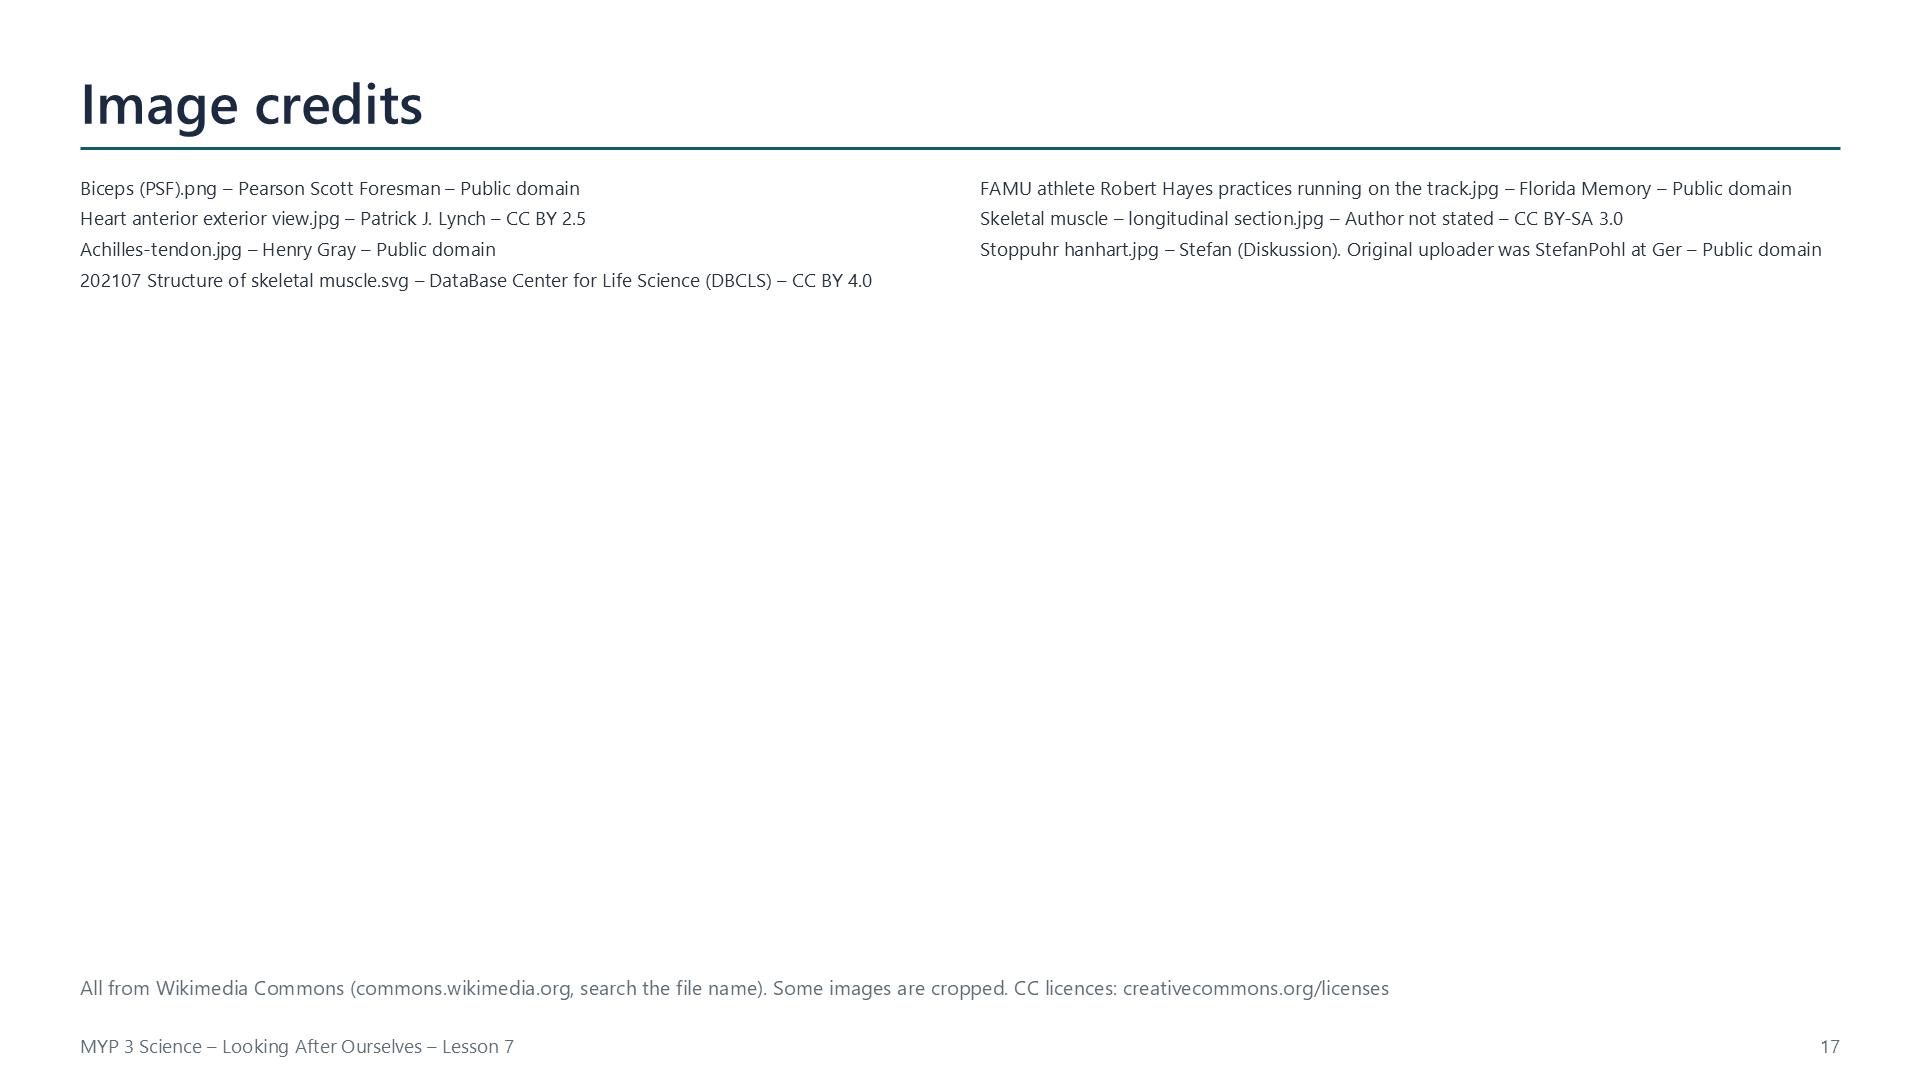 Image credits
Biceps (PSF).png – Pearson Scott Foresman – Public domain
Heart anterior exterior view.jpg – Patrick J. Lynch – CC BY 2.5
Achilles-tendon.jpg – Henry Gray – Public domain
202107 Structure of skeletal muscle.svg – DataBase Center for Life Science (DBCLS) – CC BY 4.0
FAMU athlete Robert Hayes practices running on the track.jpg – Florida Memory – Public domain
Skeletal muscle – longitudinal section.jpg – Author not stated – CC BY-SA 3.0
Stoppuhr hanhart.jpg – Stefan (Diskussion). Original uploader was StefanPohl at Ger – Public domain
All from Wikimedia Commons (commons.wikimedia.org, search the file name). Some images are cropped. CC licences: creativecommons.org/licenses
MYP 3 Science – Looking After Ourselves – Lesson 7
17